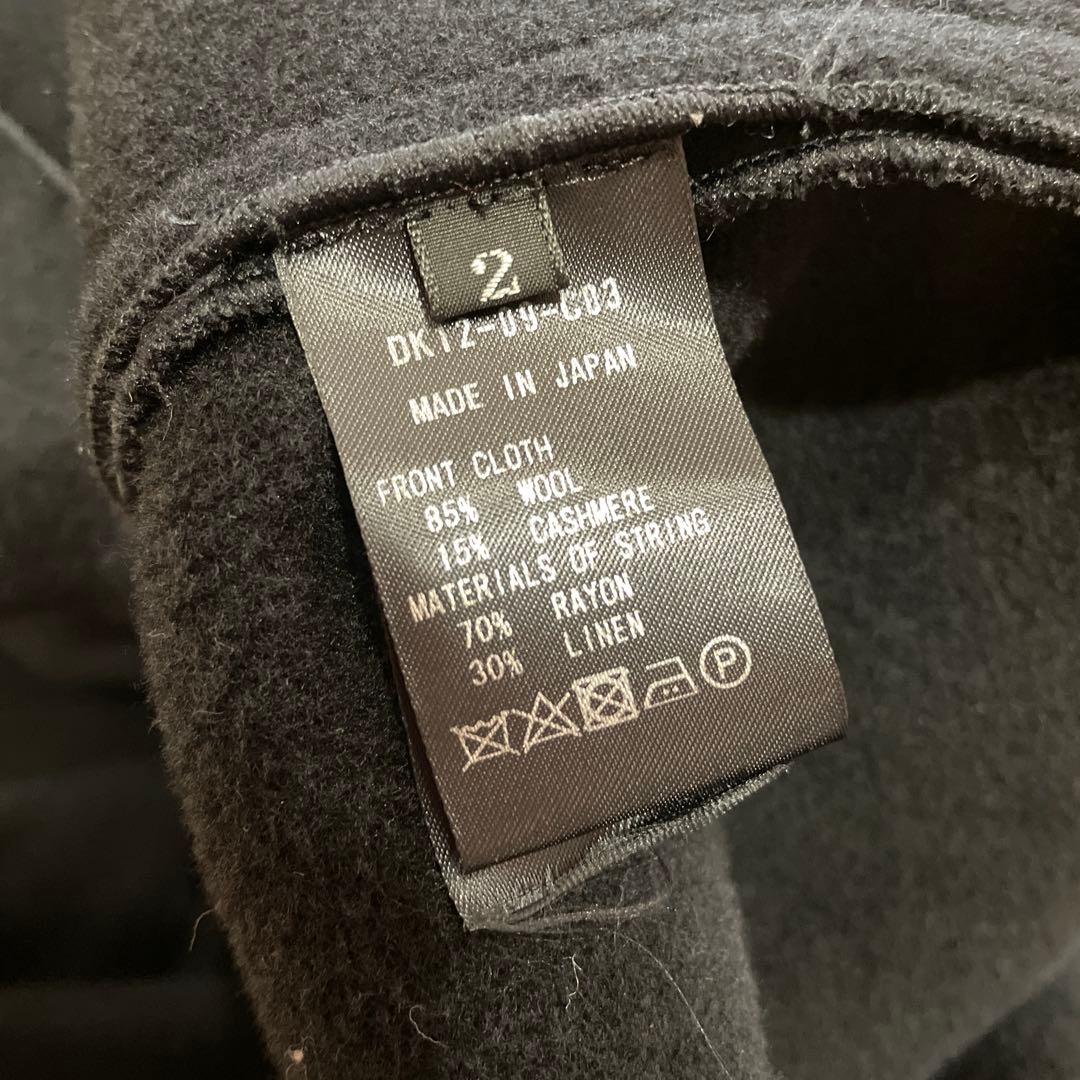 2
DK12-09-C03
MADE IN JAPAN
FRONT CLOTH
85% WOOL
15% CASHMERE
MATERIALS OF STRING
70% RAYON
30% LINEN
P